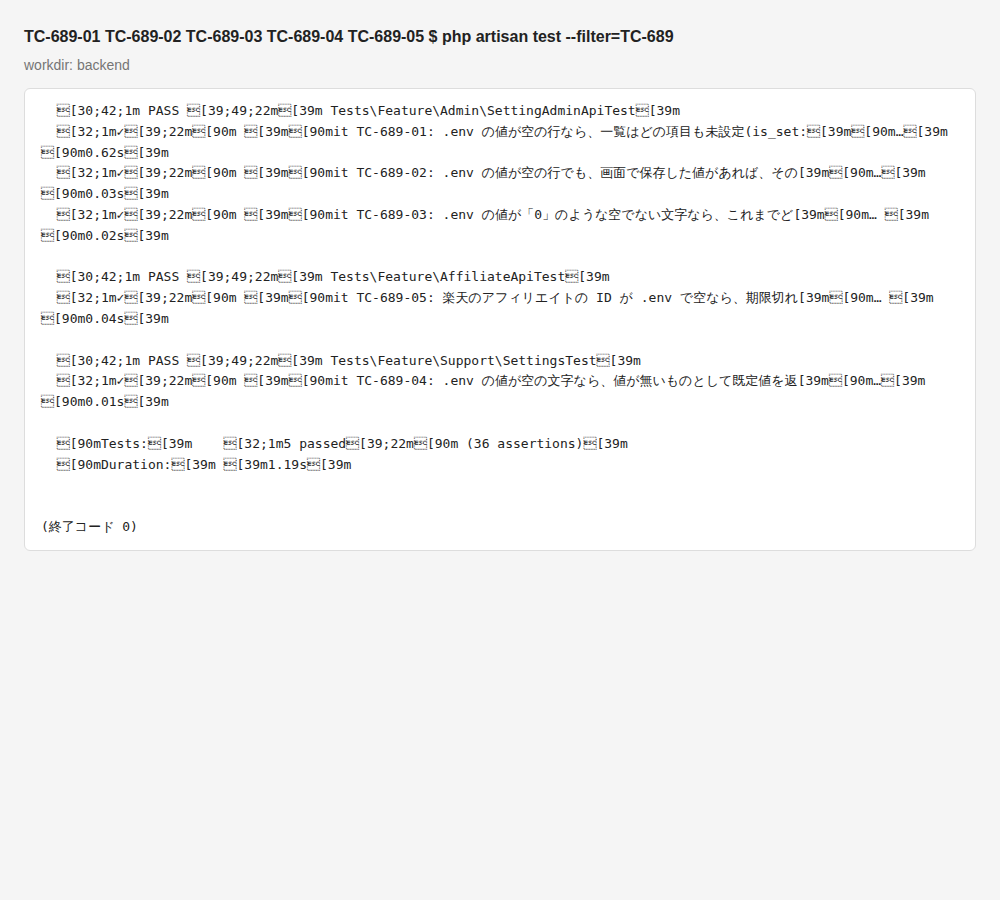 TC-689-01 TC-689-02 TC-689-03 TC-689-04 TC-689-05 $ php artisan test --filter=TC-689
workdir: backend
␛[30;42;1m PASS ␛[39;49;22m␛[39m Tests\Feature\Admin\SettingAdminApiTest␛[39m
␛[32;1m✓␛[39;22m␛[90m ␛[39m␛[90mit TC-689-01: .env の値が空の行なら、一覧はどの項目も未設定(is_set:␛[39m␛[90m…␛[39m
␛[90m0.62s␛[39m
␛[32;1m✓␛[39;22m␛[90m ␛[39m␛[90mit TC-689-02: .env の値が空の行でも、画面で保存した値があれば、その[39m␛[90m…␛[39m
␛[90m0.03s␛[39m
␛[32;1m✓␛[39;22m␛[90m ␛[39m␛[90mit TC-689-03: .env の値が「0」のような空でない文字なら、これまでど[39m␛[90m… ␛[39m
␛[90m0.02s␛[39m
␛[30;42;1m PASS ␛[39;49;22m␛[39m Tests\Feature\AffiliateApiTest␛[39m
␛[32;1m✓␛[39;22m␛[90m ␛[39m␛[90mit TC-689-05: 楽天のアフィリエイトの ID が .env で空なら、期限切れ[39m␛[90m… ␛[39m
␛[90m0.04s␛[39m
␛[30;42;1m PASS ␛[39;49;22m␛[39m Tests\Feature\Support\SettingsTest␛[39m
␛[32;1m✓␛[39;22m␛[90m ␛[39m␛[90mit TC-689-04: .env の値が空の文字なら、値が無いものとして既定値を返[39m␛[90m…␛[39m
␛[90m0.01s␛[39m
␛[90mTests:␛[39m ␛[32;1m5 passed␛[39;22m␛[90m (36 assertions)␛[39m
␛[90mDuration:␛[39m ␛[39m1.19s␛[39m
(終了コード 0)